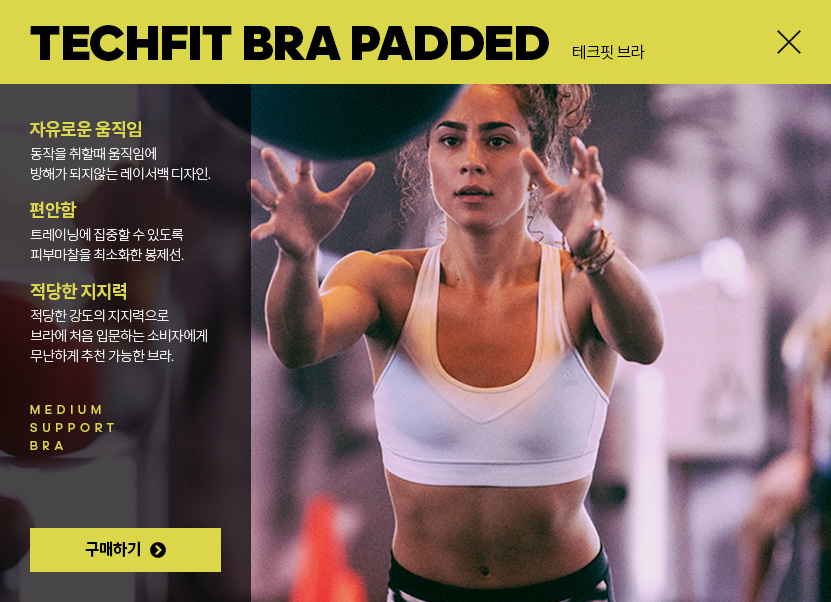 TECHFIT BRA PADDED 테크핏 브라
자유로운 움직임
동작을 취할때 움직임에
방해가 되지않는 레이서백 디자인.
편안함
트레이닝에 집중할 수 있도록
피부마찰을 최소화한 봉제선.
적당한 지지력
적당한 강도의 지지력으로
브라에 처음 입문하는 소비자에게
무난하게 추천 가능한 브라.
MEDIUM
SUPPORT
BRA
구매하기